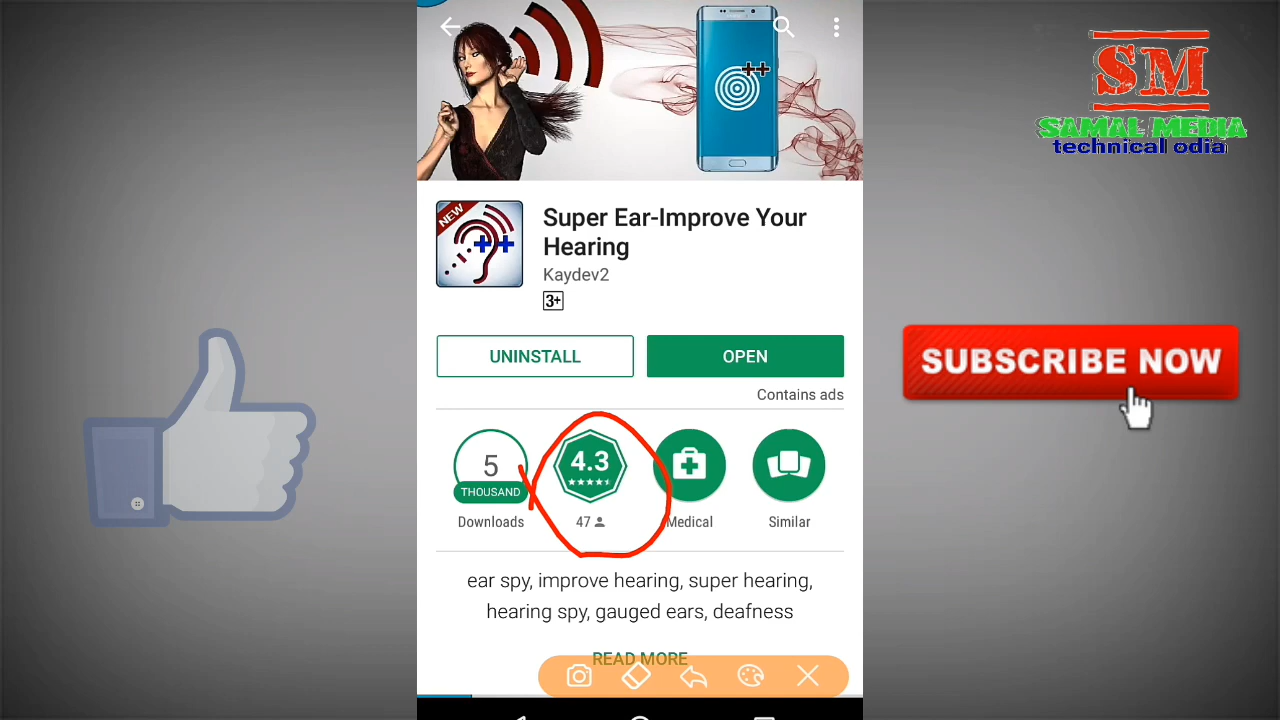 SM
SAMAL MEDIA
technical odia
++
NEW
++
Super Ear-Improve Your
Hearing
Kaydev2
3+
UNINSTALL
OPEN
Contains ads
5
THOUSAND
Downloads
4.3
47
Medical
Similar
ear spy, improve hearing, super hearing,
hearing spy, gauged ears, deafness
READ MORE
SUBSCRIBE NOW